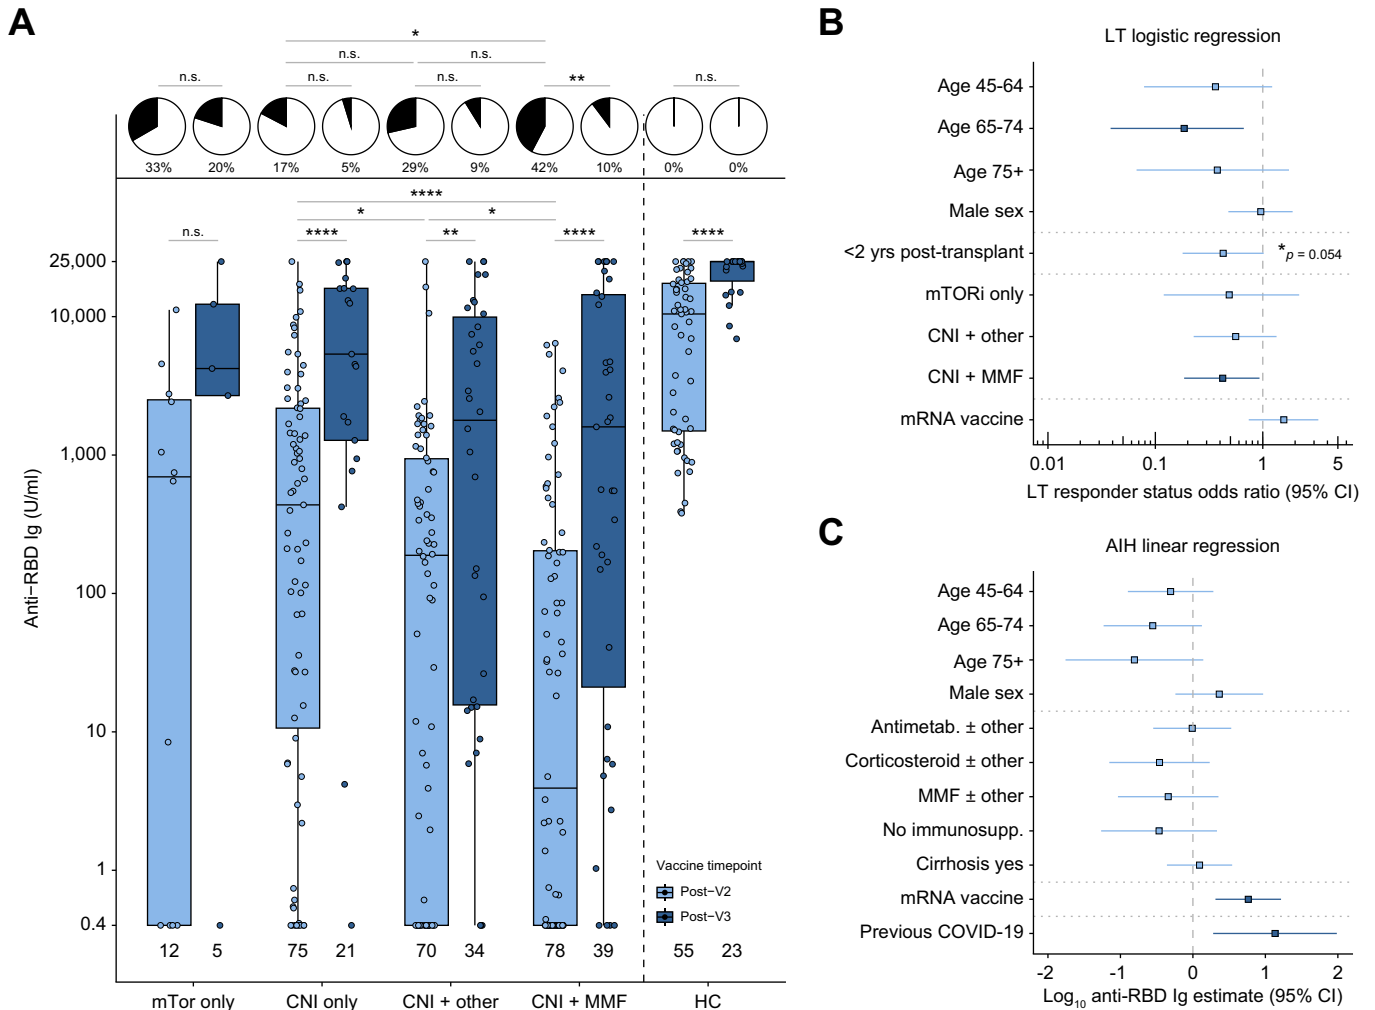 A
*
n.s.
n.s.
n.s.
n.s.
n.s.
**
n.s.
33%
20%
17%
5%
29%
9%
42%
10%
0%
0%
****
*
*
n.s.
****
**
****
****
25,000
10,000
1,000
100
10
1
0.4
Anti−RBD Ig (U/ml)
Vaccine timepoint
Post−V2
Post−V3
12
5
75
21
70
34
78
39
55
23
mTor only
CNI only
CNI + other
CNI + MMF
HC
B
LT logistic regression
Age 45-64
Age 65-74
Age 75+
Male sex
<2 yrs post-transplant
*p = 0.054
mTORi only
CNI + other
CNI + MMF
mRNA vaccine
0.01
0.1
1
5
LT responder status odds ratio (95% CI)
C
AIH linear regression
Age 45-64
Age 65-74
Age 75+
Male sex
Antimetab. ± other
Corticosteroid ± other
MMF ± other
No immunosupp.
Cirrhosis yes
mRNA vaccine
Previous COVID-19
-2
-1
0
1
2
Log10 anti-RBD Ig estimate (95% CI)